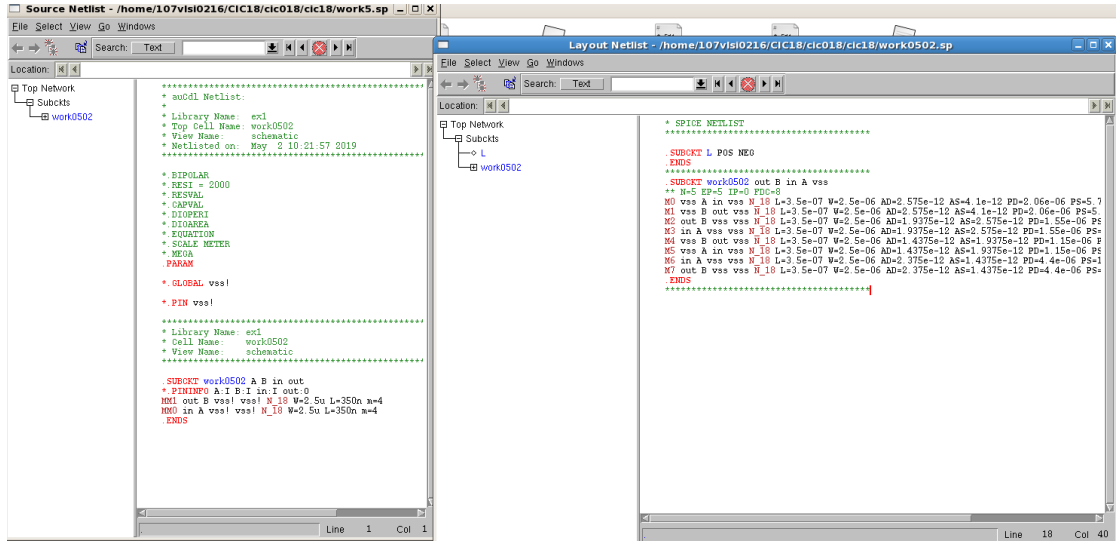 Source Netlist - /home/107vlsi0216/CIC18/cic018/cic18/work5.sp
File Select View Go Windows
Search: Text
Location:
Top Network
Subckts
work0502
****************************************************
* auCdl Netlist:
*
* Library Name: ex1
* Top Cell Name: work0502
* View Name: schematic
* Netlisted on: May 2 10:21:57 2019
****************************************************
*.BIPOLAR
*.RESI = 2000
*.RESVAL
*.CAPVAL
*.DIOPERI
*.DIOAREA
*.EQUATION
*.SCALE METER
*.MEGA
.PARAM
*.GLOBAL vss!
*.PIN vss!
****************************************************
* Library Name: ex1
* Cell Name: work0502
* View Name: schematic
****************************************************
.SUBCKT work0502 A B in out
*.PININFO A:I B:I in:I out:O
MM1 out B vss! vss! N_18 W=2.5u L=350n m=4
MM0 in A vss! vss! N_18 W=2.5u L=350n m=4
.ENDS
Line 1 Col 1
Layout Netlist - /home/107vlsi0216/CIC18/cic018/cic18/work0502.sp
File Select View Go Windows
Search: Text
Location:
Top Network
Subckts
L
work0502
* SPICE NETLIST
***************************************
.SUBCKT L POS NEG
.ENDS
***************************************
.SUBCKT work0502 out B in A vss
** N=5 EP=5 IP=0 FDC=8
M0 vss A in vss N_18 L=3.5e-07 W=2.5e-06 AD=2.575e-12 AS=4.1e-12 PD=2.06e-06 PS=5.7
M1 vss B out vss N_18 L=3.5e-07 W=2.5e-06 AD=2.575e-12 AS=4.1e-12 PD=2.06e-06 PS=5.
M2 out B vss vss N_18 L=3.5e-07 W=2.5e-06 AD=1.9375e-12 AS=2.575e-12 PD=1.55e-06 PS=
M3 in A vss vss N_18 L=3.5e-07 W=2.5e-06 AD=1.9375e-12 AS=2.575e-12 PD=1.55e-06 PS=
M4 vss B out vss N_18 L=3.5e-07 W=2.5e-06 AD=1.4375e-12 AS=1.9375e-12 PD=1.15e-06 P
M5 vss A in vss N_18 L=3.5e-07 W=2.5e-06 AD=1.4375e-12 AS=1.9375e-12 PD=1.15e-06 PS
M6 in A vss vss N_18 L=3.5e-07 W=2.5e-06 AD=2.375e-12 AS=1.4375e-12 PD=4.4e-06 PS=1
M7 out B vss vss N_18 L=3.5e-07 W=2.5e-06 AD=2.375e-12 AS=1.4375e-12 PD=4.4e-06 PS=
.ENDS
***************************************
Line 18 Col 40